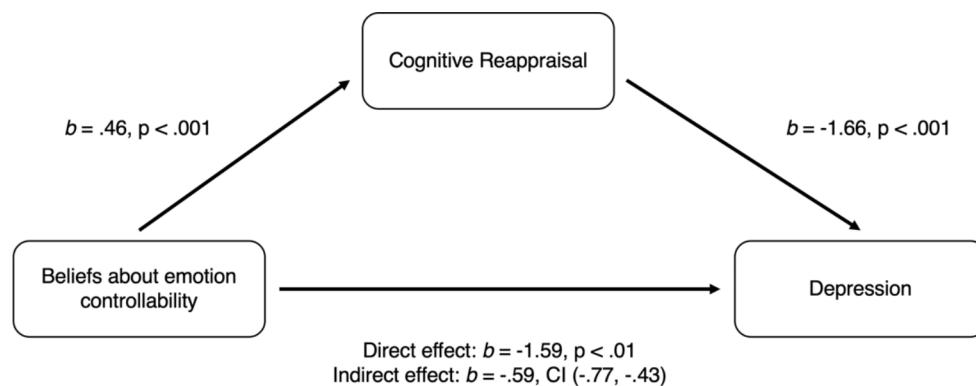 Cognitive Reappraisal
b = .46, p < .001
b = -1.66, p < .001
Beliefs about emotion
controllability
Depression
Direct effect: b = -1.59, p < .01
Indirect effect: b = -.59, CI (-.77, -.43)